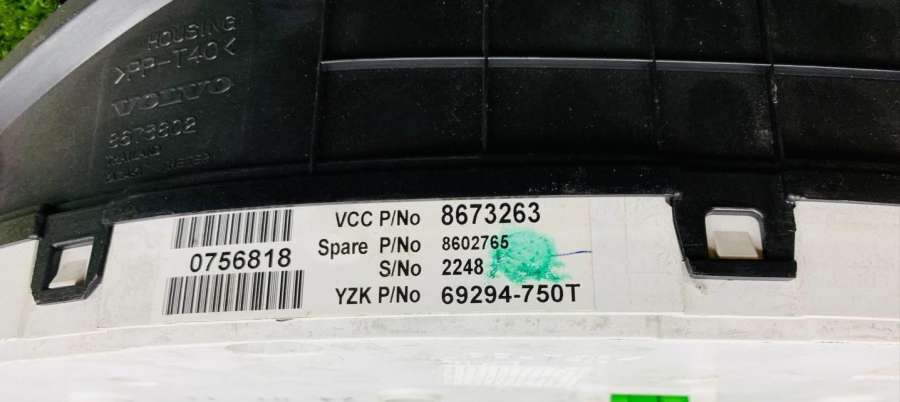 HOUSING
>PP-T40<
VOLVO
VCC P/No 8673263
Spare P/No 8602765
0756818
S/No 2248
YZK P/No 69294-750T